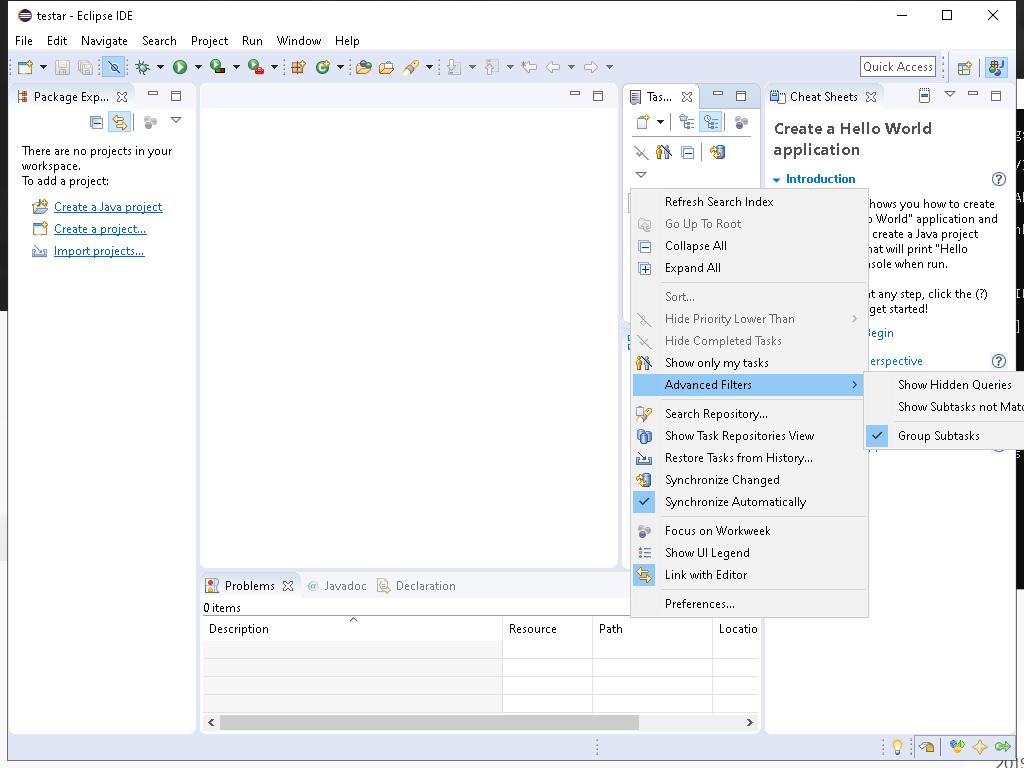 testar - Eclipse IDE
File Edit Navigate Search Project Run Window Help
Quick Access
Package Exp...
There are no projects in your
workspace.
To add a project:
Create a Java project
Create a project...
Import projects...
Tas...
Refresh Search Index
Go Up To Root
Collapse All
Expand All
Sort...
Hide Priority Lower Than
Hide Completed Tasks
Show only my tasks
Advanced Filters
Search Repository...
Show Task Repositories View
Restore Tasks from History...
Synchronize Changed
Synchronize Automatically
Focus on Workweek
Show UI Legend
Link with Editor
Preferences...
Show Hidden Queries
Show Subtasks not
Group Subtasks
Cheat Sheets
Create a Hello World
application
Introduction
hows you how to create
World" application and
create a Java project
hat will print "Hello
nsole when run.
at any step, click the (?)
get started!
Begin
erspective
Problems @ Javadoc Declaration
0 items
Description Resource Path Locatio
2019